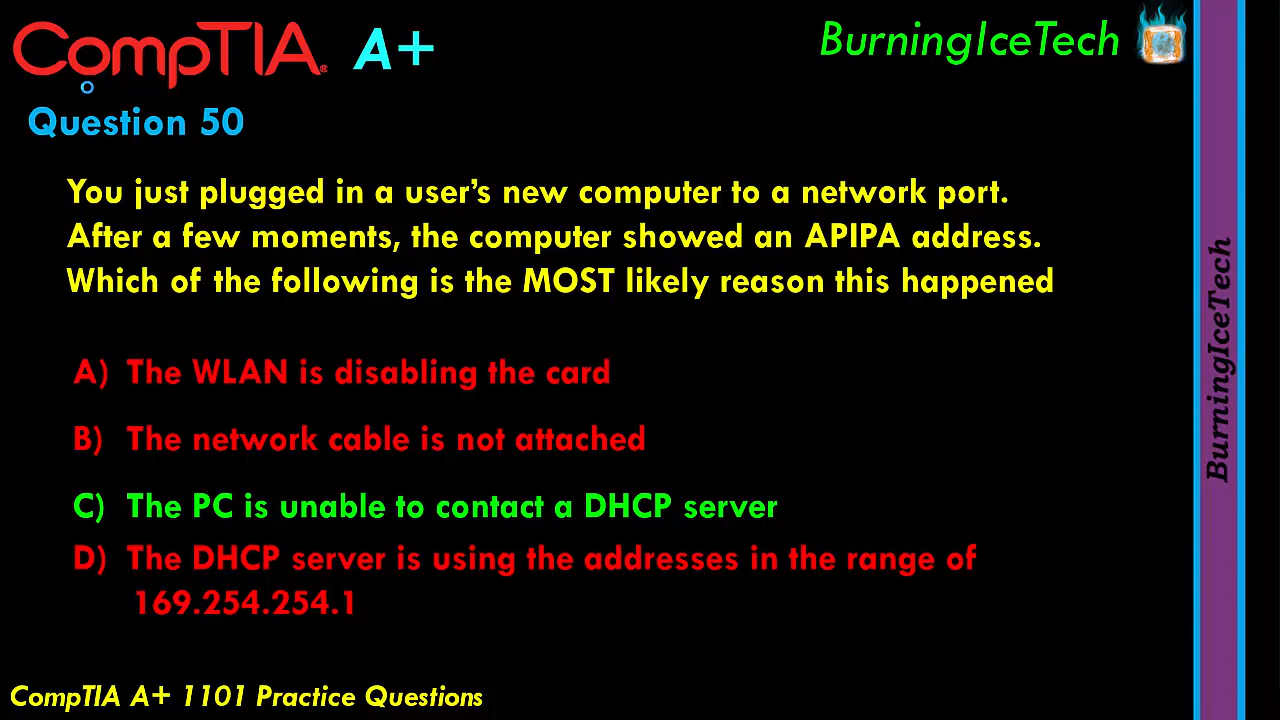 CompTIA® A+
BurningIceTech
Question 50
You just plugged in a user's new computer to a network port.
After a few moments, the computer showed an APIPA address.
Which of the following is the MOST likely reason this happened
A) The WLAN is disabling the card
B) The network cable is not attached
C) The PC is unable to contact a DHCP server
D) The DHCP server is using the addresses in the range of
169.254.254.1
CompTIA A+ 1101 Practice Questions
BurningIceTech